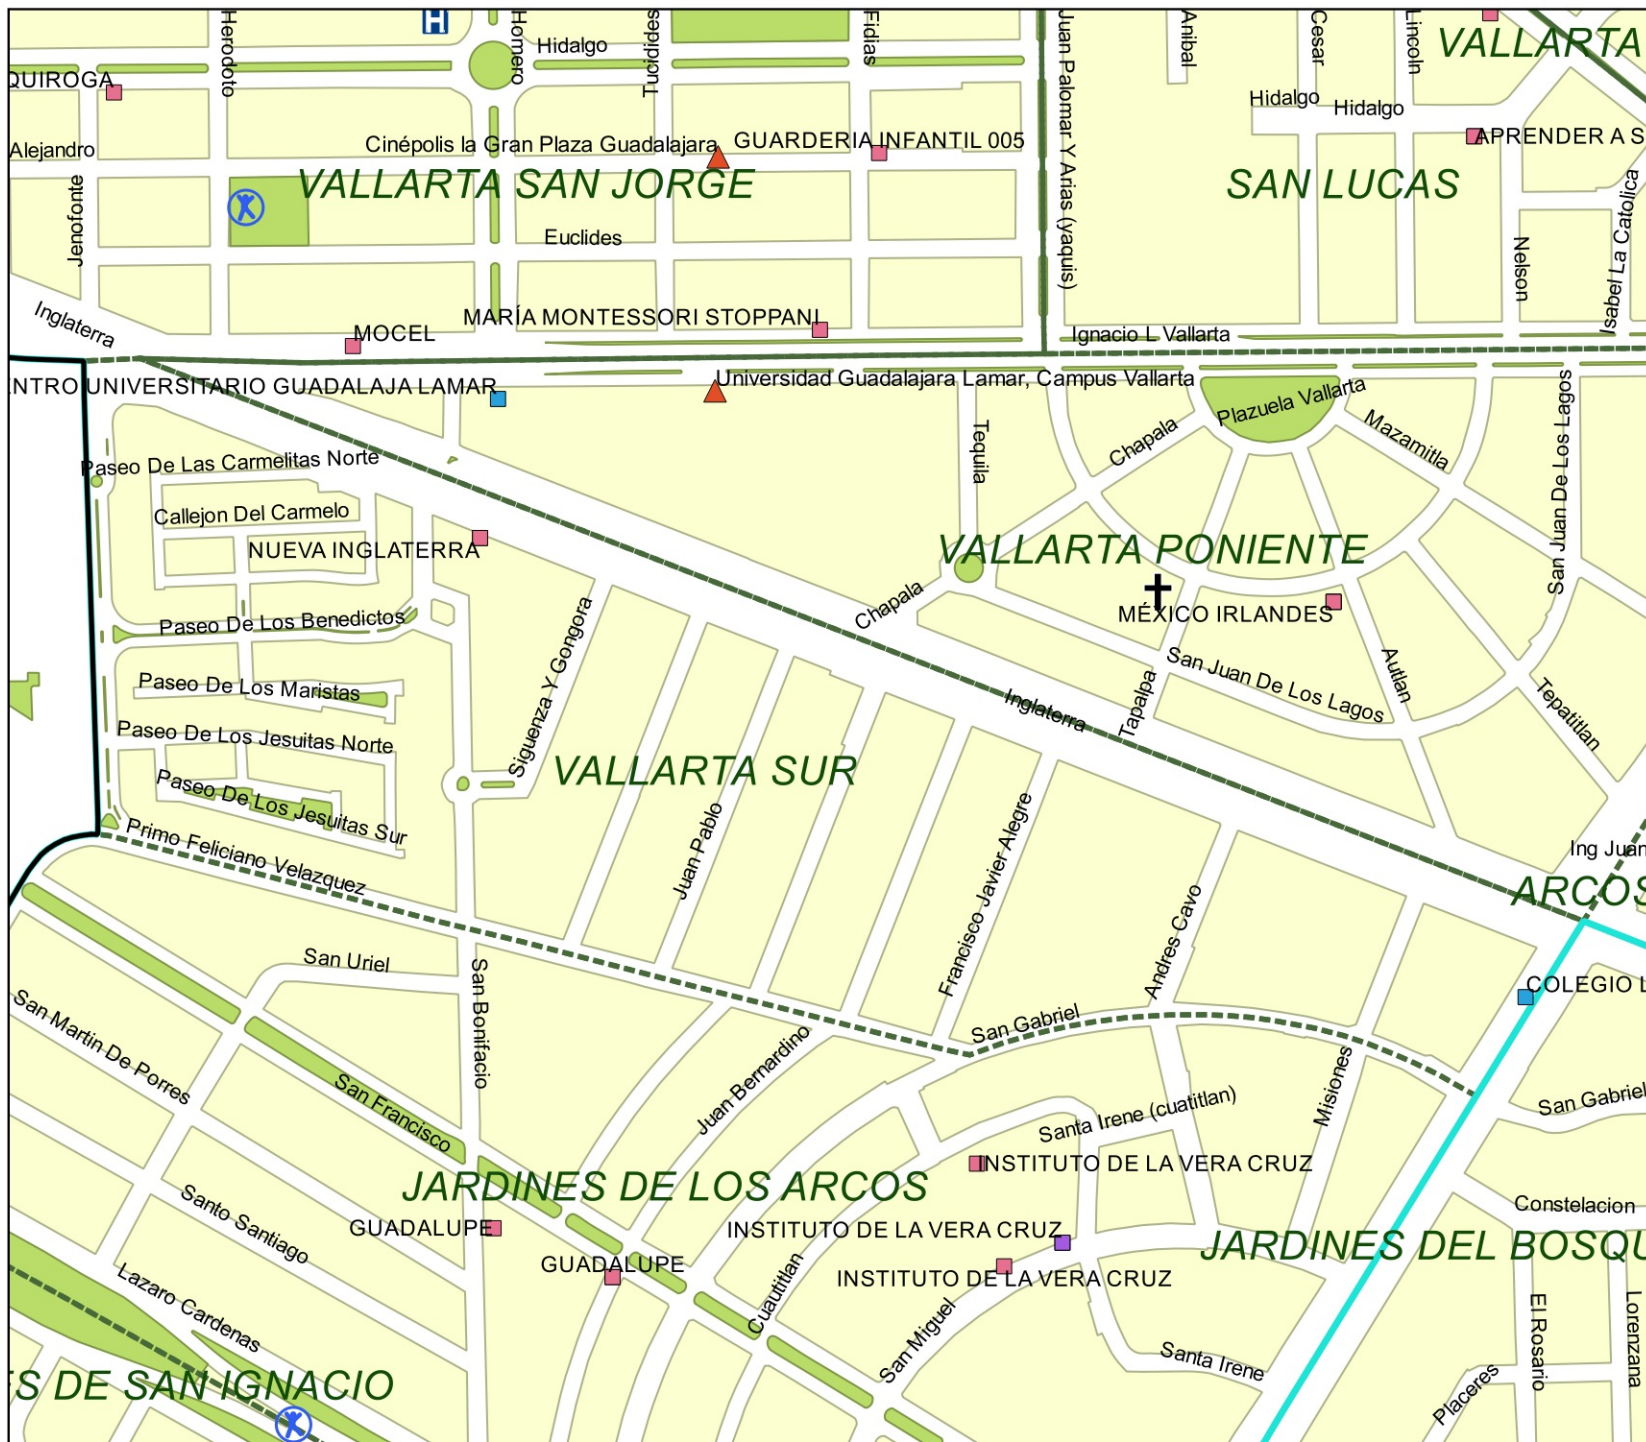 Herodoto
H
Homero
Hidalgo
Tucidides
Fidias
Juan Palomar Y Arias (yaquis)
Anibal
Cesar
Lincoln
VALLARTA
QUIROGA
Hidalgo
Hidalgo
Alejandro
Cinépolis la Gran Plaza Guadalajara
GUARDERIA INFANTIL 005
APRENDER A S
VALLARTA SAN JORGE
SAN LUCAS
Jenofonte
Euclides
Nelson
Isabel La Catolica
Inglaterra
MOCEL
MARÍA MONTESSORI STOPPANI
Ignacio L Vallarta
ENTRO UNIVERSITARIO GUADALAJA LAMAR
Universidad Guadalajara Lamar, Campus Vallarta
Plazuela Vallarta
Chapala
Mazamitla
Tequila
San Juan De Los Lagos
Paseo De Las Carmelitas Norte
Callejon Del Carmelo
NUEVA INGLATERRA
VALLARTA PONIENTE
Chapala
MÉXICO IRLANDES
Paseo De Los Benedictos
Siguenza Y Gongora
San Juan De Los Lagos
Autlan
Tapalpa
Tepatitlan
Inglaterra
Paseo De Los Maristas
Paseo De Los Jesuitas Norte
VALLARTA SUR
Paseo De Los Jesuitas Sur
Primo Feliciano Velazquez
Juan Pablo
Francisco Javier Alegre
Andres Cavo
Ing Juan
ARCOS
San Uriel
San Bonifacio
COLEGIO L
San Martin De Porres
San Gabriel
San Francisco
Juan Bernardino
Misiones
Santa Irene (cuatitlan)
San Gabriel
INSTITUTO DE LA VERA CRUZ
JARDINES DE LOS ARCOS
Santo Santiago
GUADALUPE
INSTITUTO DE LA VERA CRUZ
Constelacion
JARDINES DEL BOSQU
GUADALUPE
INSTITUTO DE LA VERA CRUZ
Lazaro Cardenas
Cuautitlan
San Miguel
Santa Irene
El Rosario
Lorenzana
Placeres
ES DE SAN IGNACIO